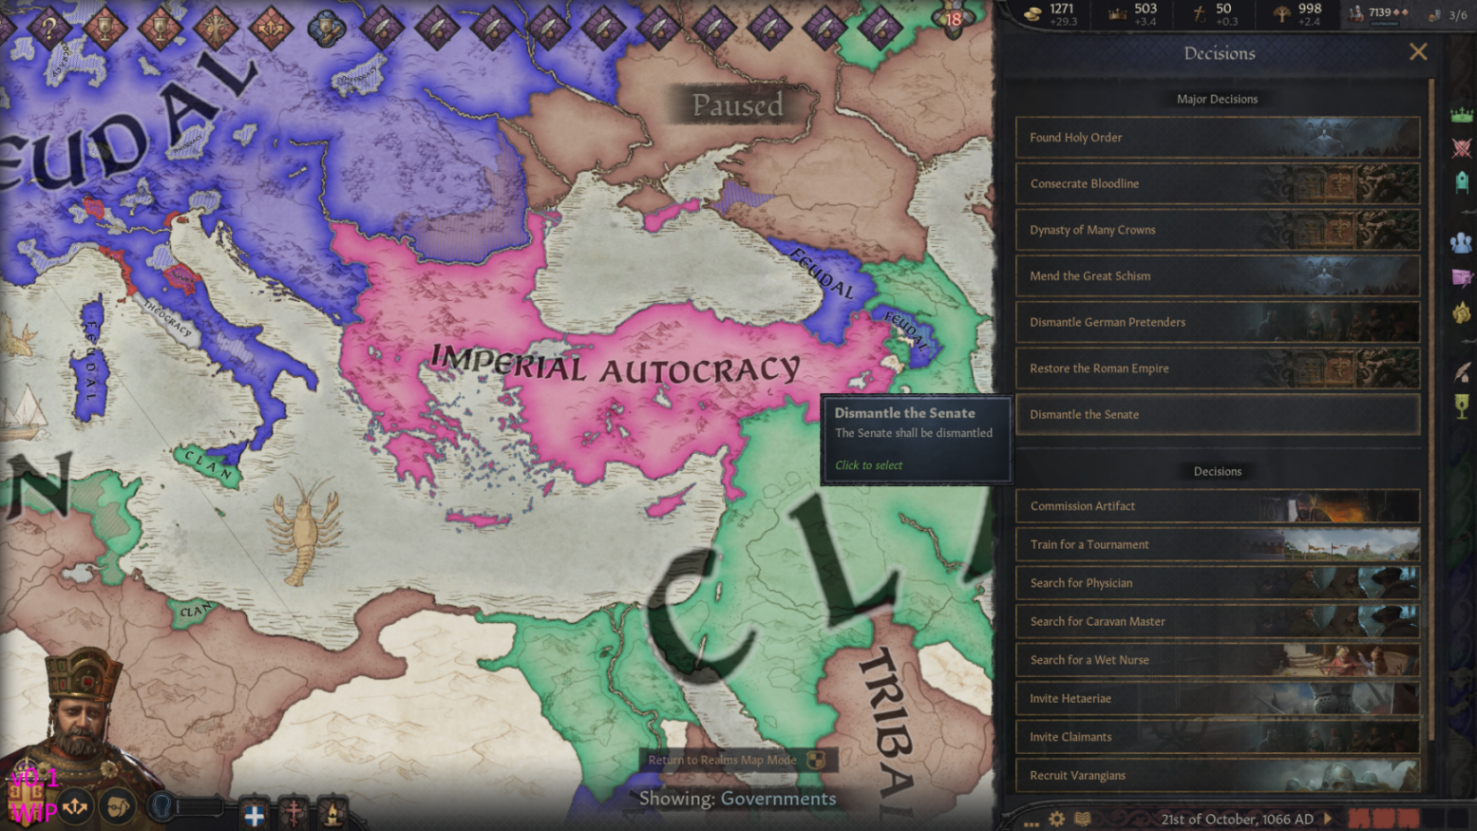 ?
18
1271
+29.3
503
+3.4
50
+0.3
998
+2.4
7139
3/6
Decisions
Major Decisions
Found Holy Order
Consecrate Bloodline
Dynasty of Many Crowns
Mend the Great Schism
Dismantle German Pretenders
Restore the Roman Empire
Dismantle the Senate
Decisions
Commission Artifact
Train for a Tournament
Search for Physician
Search for Caravan Master
Search for a Wet Nurse
Invite Hetaeriae
Invite Claimants
Recruit Varangians
Paused
FEUDAL
FEUDAL
FEUDAL
THEOCRACY
FEUDAL
IMPERIAL AUTOCRACY
Dismantle the Senate
The Senate shall be dismantled
Click to select
CLAN
N
CLAN
CLA
TRIBA
Return to Realms Map Mode
Showing: Governments
v0.1
WIP
21st of October, 1066 AD